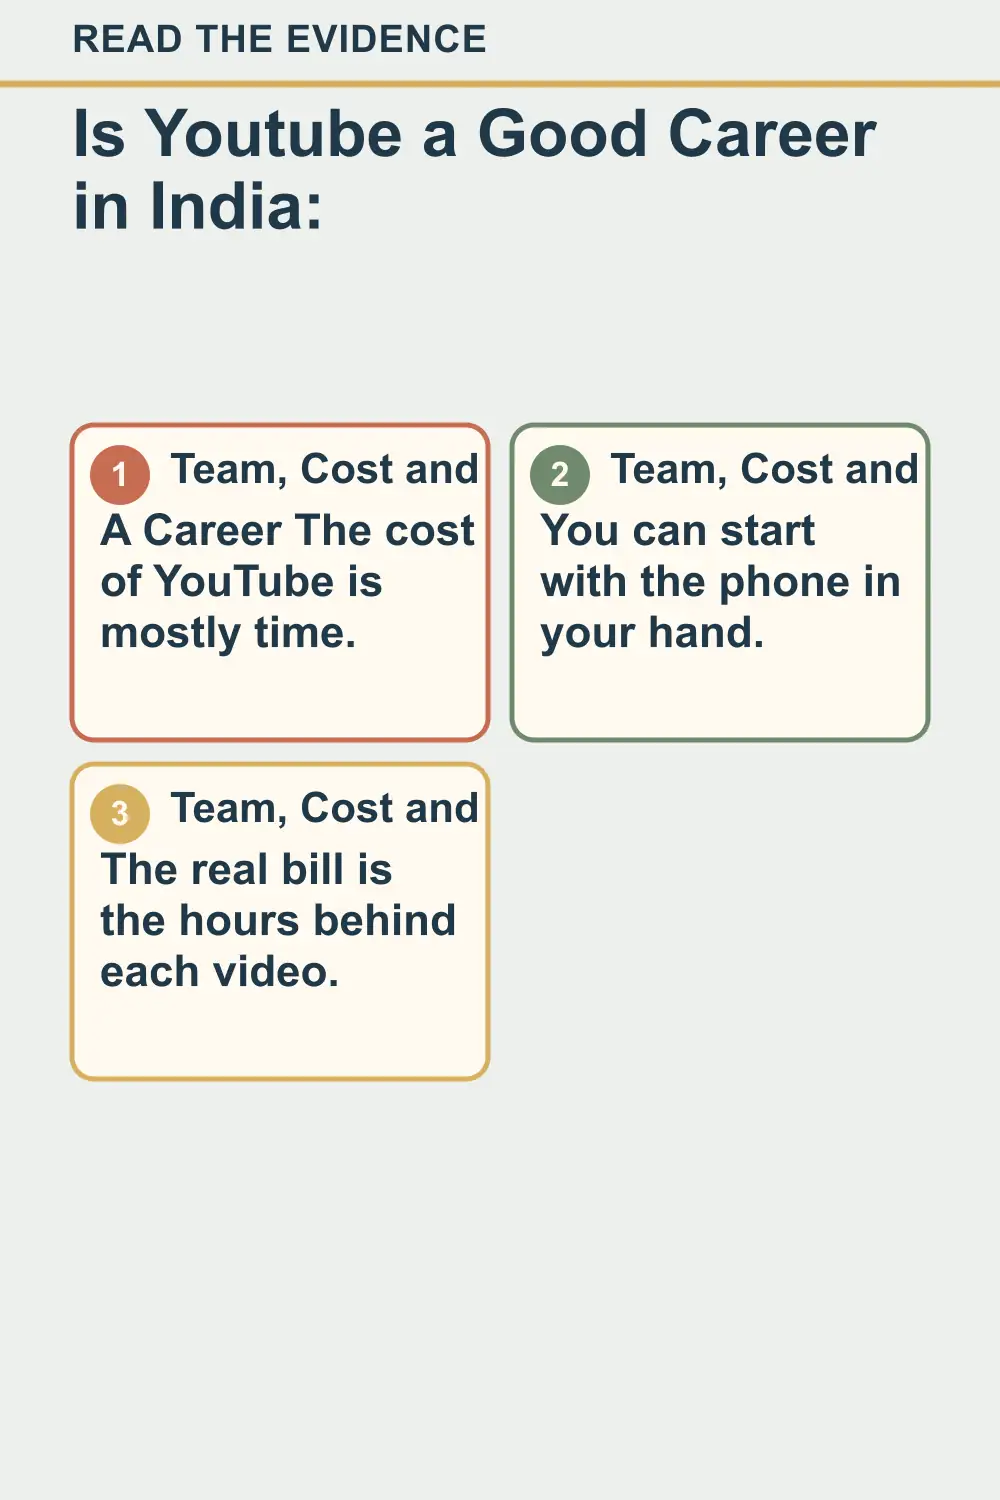 READ THE EVIDENCE
Is Youtube a Good Career
in India:
1 Team, Cost and
A Career The cost
of YouTube is
mostly time.
2 Team, Cost and
You can start
with the phone in
your hand.
3 Team, Cost and
The real bill is
the hours behind
each video.